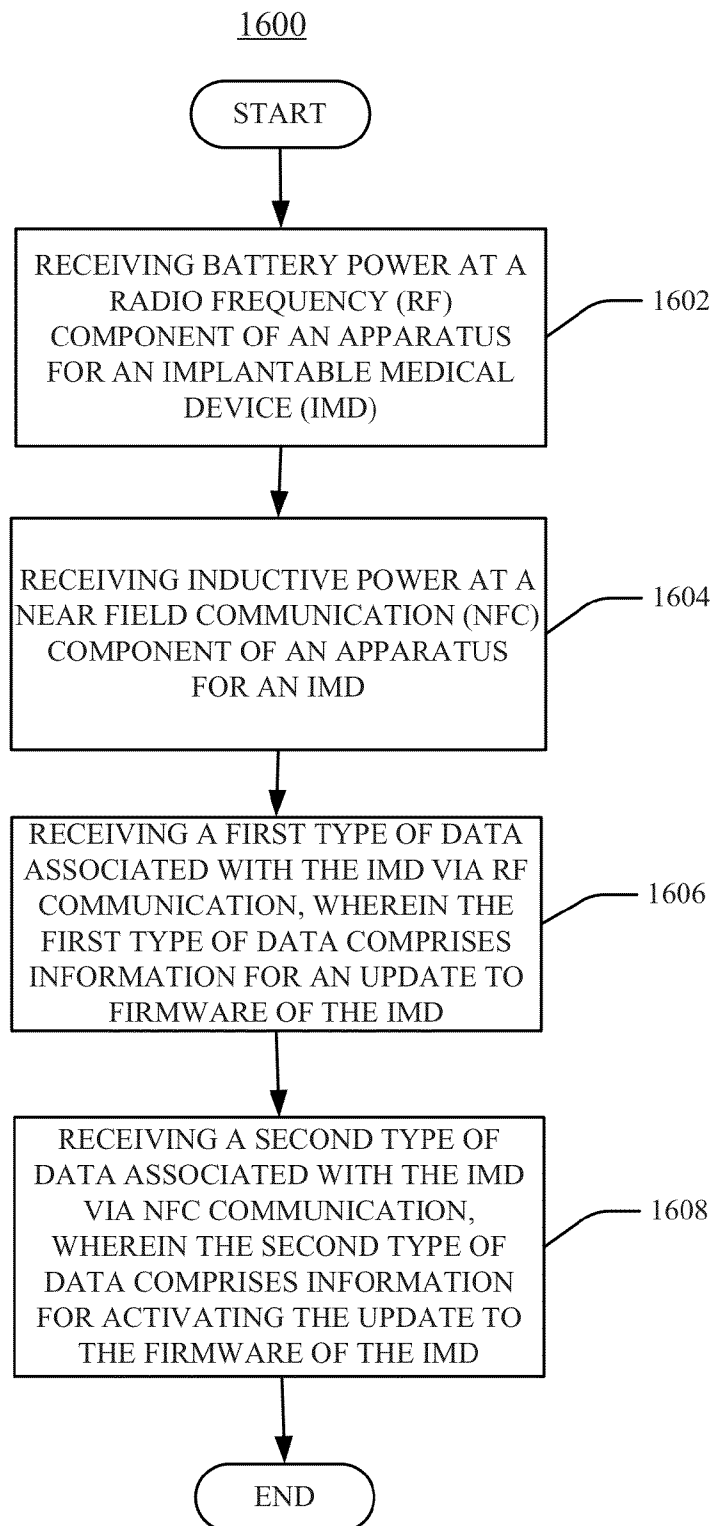 1600
START
RECEIVING BATTERY POWER AT A
RADIO FREQUENCY (RF)
COMPONENT OF AN APPARATUS
FOR AN IMPLANTABLE MEDICAL
DEVICE (IMD)
1602
RECEIVING INDUCTIVE POWER AT A
NEAR FIELD COMMUNICATION (NFC)
COMPONENT OF AN APPARATUS
FOR AN IMD
1604
RECEIVING A FIRST TYPE OF DATA
ASSOCIATED WITH THE IMD VIA RF
COMMUNICATION, WHEREIN THE
FIRST TYPE OF DATA COMPRISES
INFORMATION FOR AN UPDATE TO
FIRMWARE OF THE IMD
1606
RECEIVING A SECOND TYPE OF
DATA ASSOCIATED WITH THE IMD
VIA NFC COMMUNICATION,
WHEREIN THE SECOND TYPE OF
DATA COMPRISES INFORMATION
FOR ACTIVATING THE UPDATE TO
THE FIRMWARE OF THE IMD
1608
END